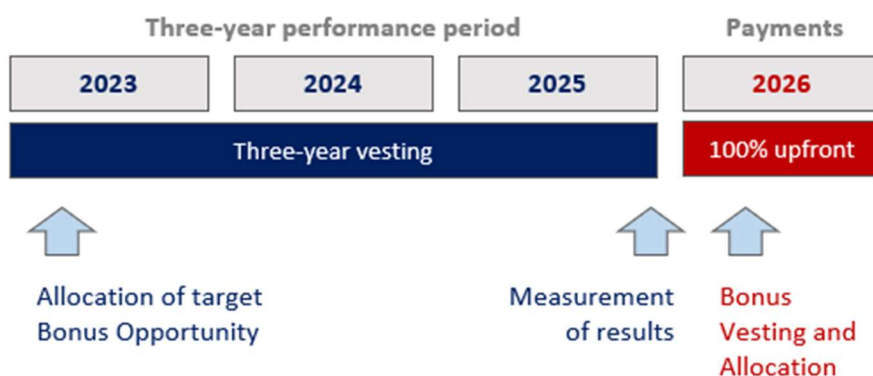 Three-year performance period
Payments
2023
2024
2025
2026
Three-year vesting
100% upfront
Allocation of target
Bonus Opportunity
Measurement
of results
Bonus
Vesting and
Allocation